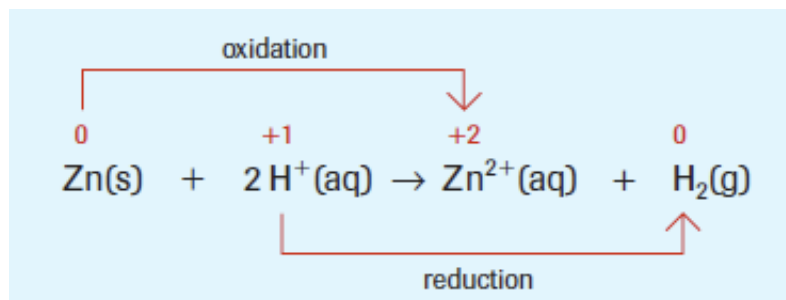 oxidation
0 +1 +2 0
Zn(s) + 2 H⁺(aq) → Zn²⁺(aq) + H₂(g)
reduction